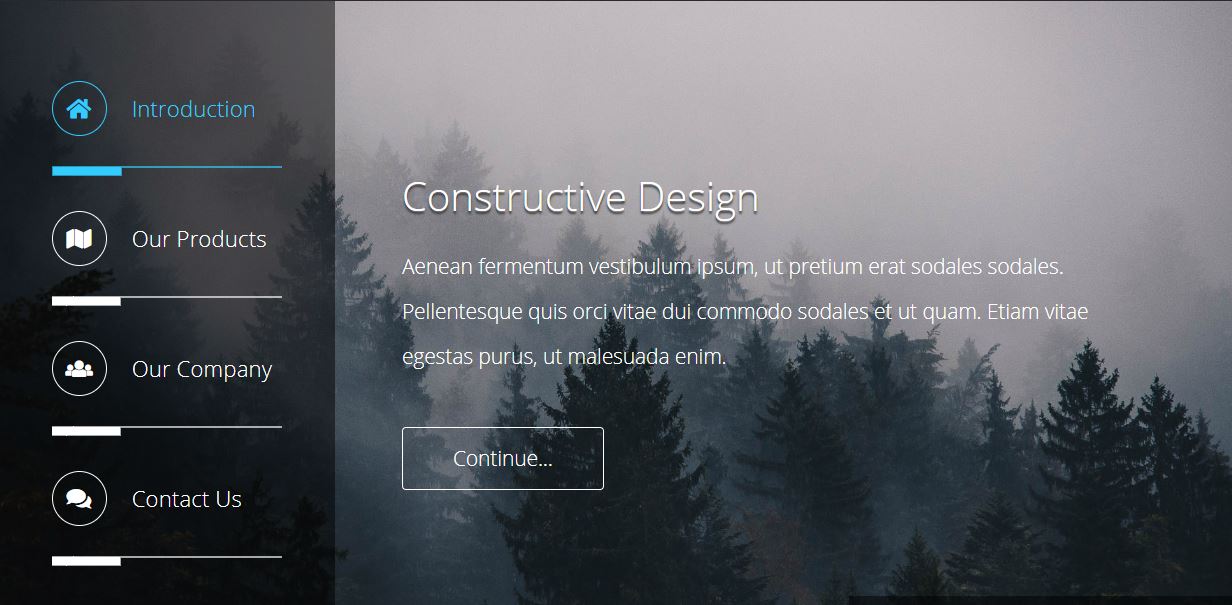 Introduction
Our Products
Our Company
Contact Us
Constructive Design
Aenean fermentum vestibulum ipsum, ut pretium erat sodales sodales.
Pellentesque quis orci vitae dui commodo sodales et ut quam. Etiam vitae
egestas purus, ut malesuada enim.
Continue...